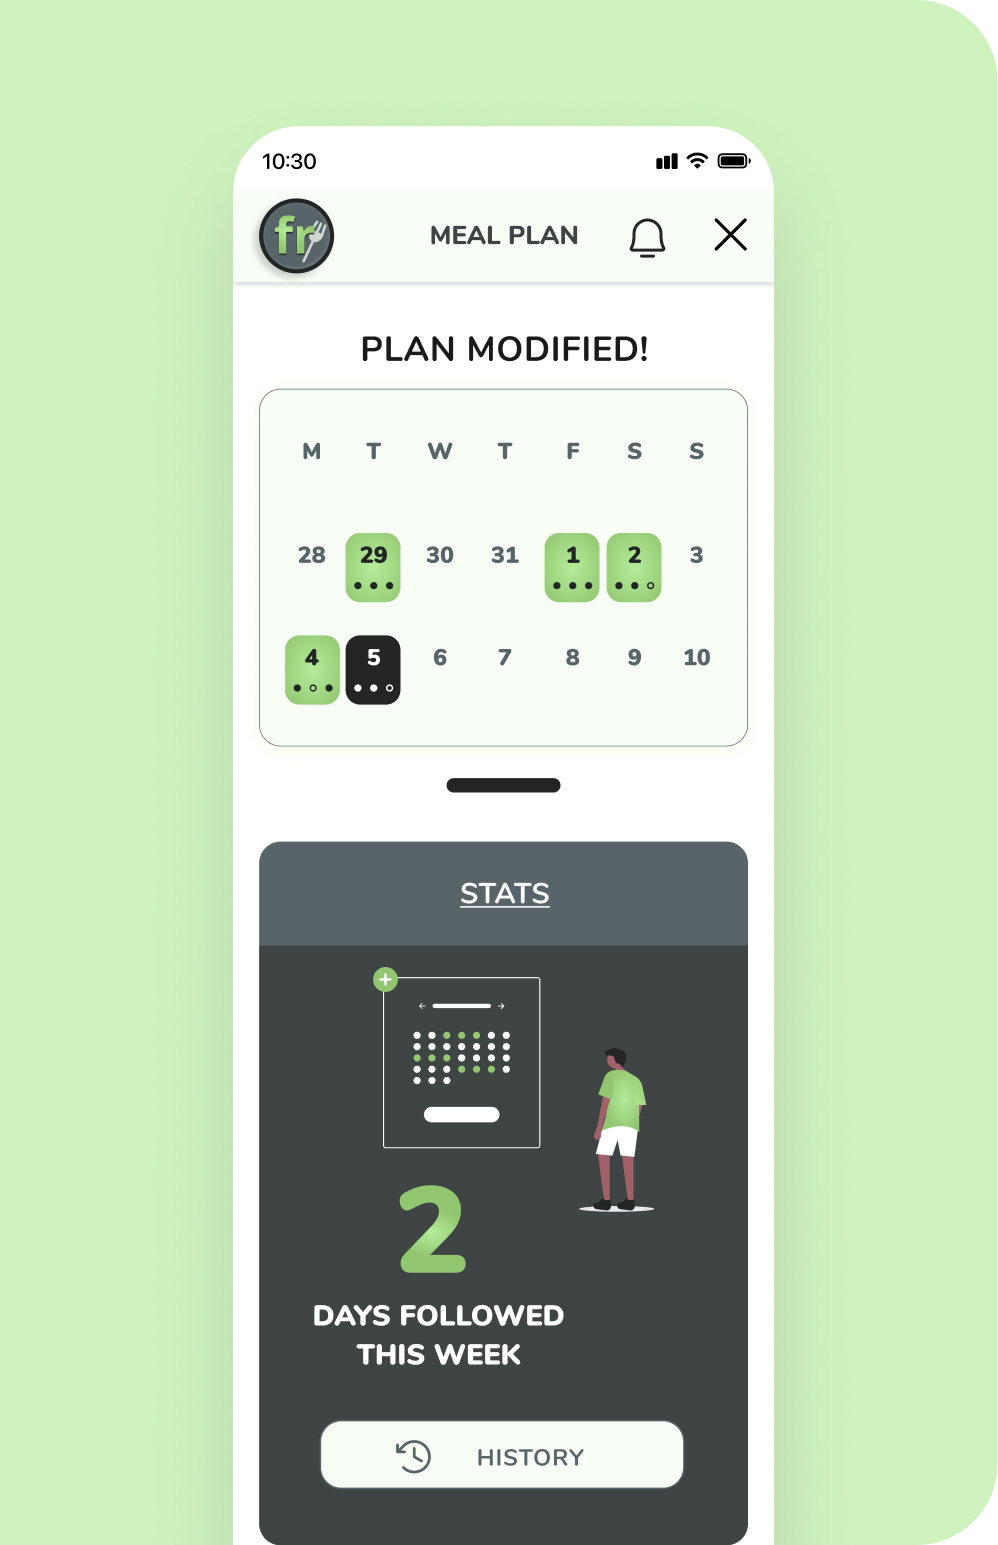 10:30
fr
MEAL PLAN
PLAN MODIFIED!
M T W T F S S
28 29 30 31 1 2 3
4 5 6 7 8 9 10
STATS
2
DAYS FOLLOWED
THIS WEEK
HISTORY